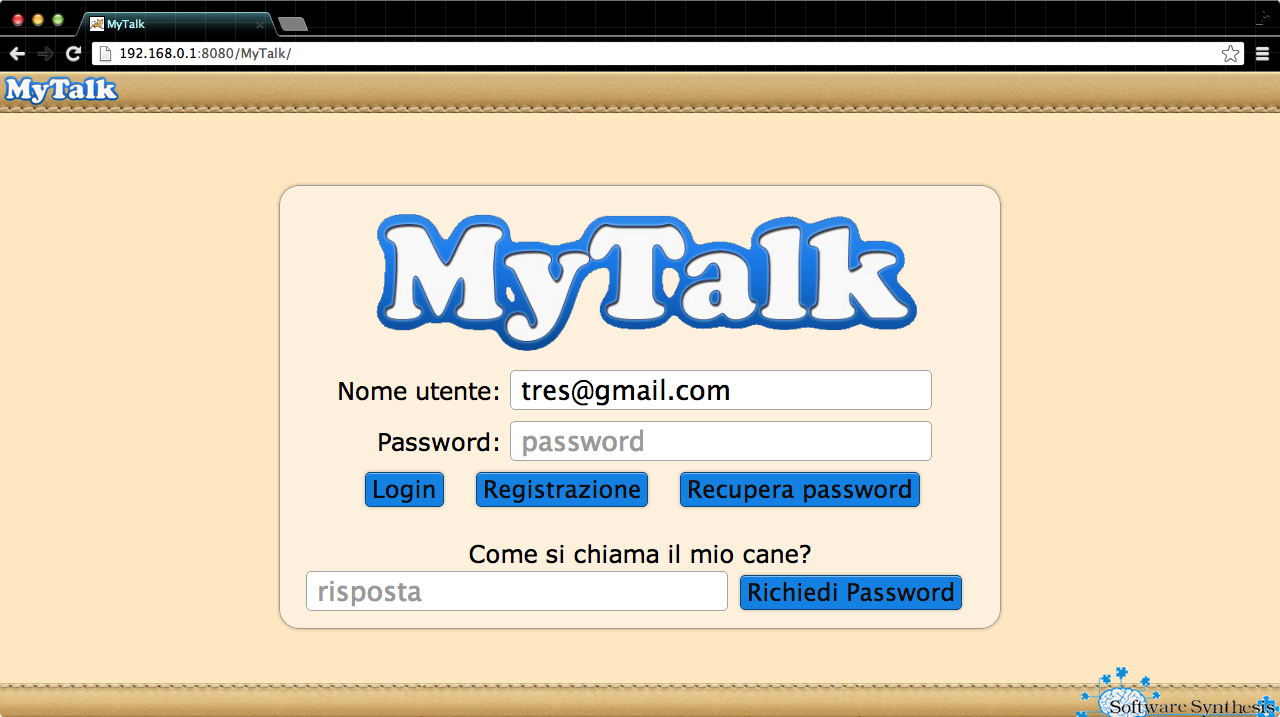 MyTalk
192.168.0.1:8080/MyTalk/
MyTalk
MyTalk
Nome utente: tres@gmail.com
Password: password
Login Registrazione Recupera password
Come si chiama il mio cane?
risposta Richiedi Password
Software Synthesis